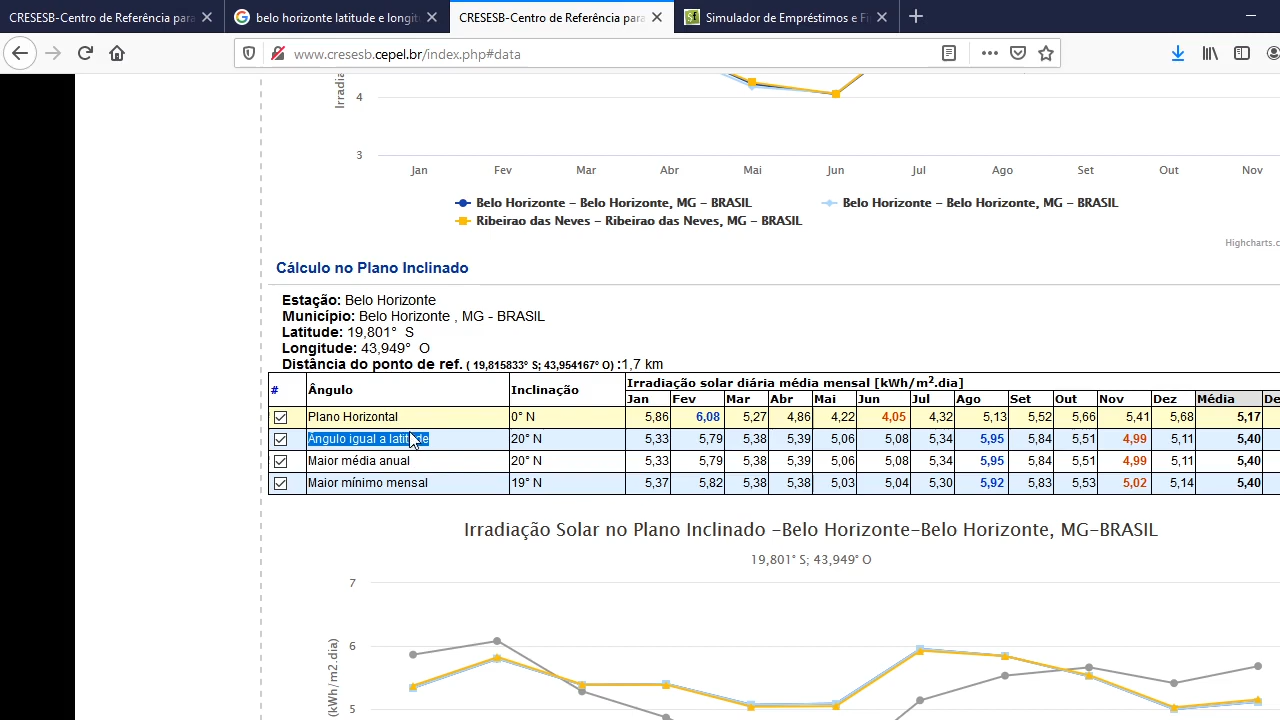 CRESESB-Centro de Referência para
belo horizonte latitude e longit
CRESESB-Centro de Referência para
Simulador de Empréstimos e Fi
www.cresesb.cepel.br/index.php#data
Irradia
4
3
Jan Fev Mar Abr Mai Jun Jul Ago Set Out Nov
Belo Horizonte - Belo Horizonte, MG - BRASIL
Belo Horizonte - Belo Horizonte, MG - BRASIL
Ribeirao das Neves - Ribeirao das Neves, MG - BRASIL
Highcharts.c
Cálculo no Plano Inclinado
Estação: Belo Horizonte
Município: Belo Horizonte , MG - BRASIL
Latitude: 19,801° S
Longitude: 43,949° O
Distância do ponto de ref. ( 19,815833° S; 43,954167° O) :1,7 km
# Ângulo Inclinação Irradiação solar diária média mensal [kWh/m².dia]
Jan Fev Mar Abr Mai Jun Jul Ago Set Out Nov Dez Média De
Plano Horizontal 0° N 5,86 6,08 5,27 4,86 4,22 4,05 4,32 5,13 5,52 5,66 5,41 5,68 5,17
Ângulo igual a latitude 20° N 5,33 5,79 5,38 5,39 5,06 5,08 5,34 5,95 5,84 5,51 4,99 5,11 5,40
Maior média anual 20° N 5,33 5,79 5,38 5,39 5,06 5,08 5,34 5,95 5,84 5,51 4,99 5,11 5,40
Maior mínimo mensal 19° N 5,37 5,82 5,38 5,38 5,03 5,04 5,30 5,92 5,83 5,53 5,02 5,14 5,40
Irradiação Solar no Plano Inclinado -Belo Horizonte-Belo Horizonte, MG-BRASIL
19,801° S; 43,949° O
7
6
5
(kWh/m2.dia)